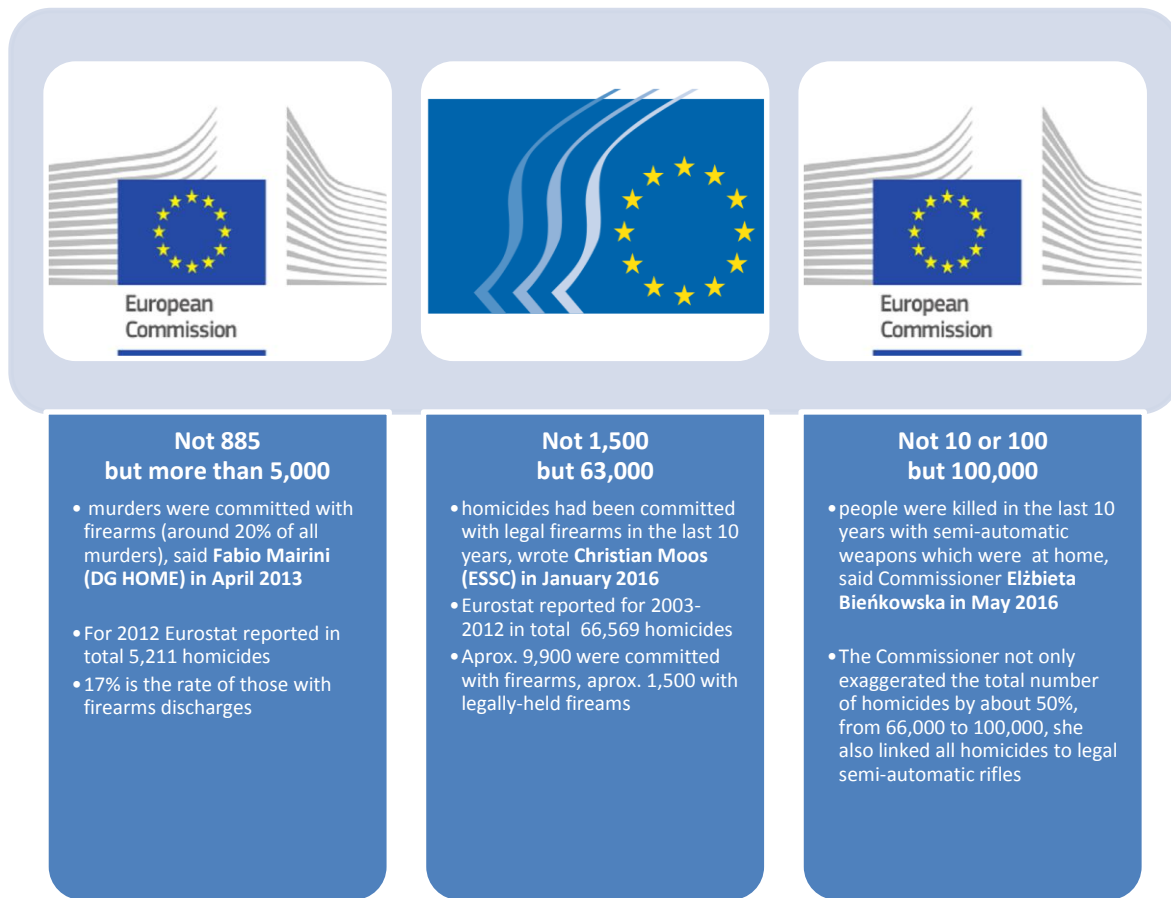 European
Commission
European
Commission
Not 885
but more than 5,000
• murders were committed with
firearms (around 20% of all
murders), said Fabio Mairini
(DG HOME) in April 2013
• For 2012 Eurostat reported in
total 5,211 homicides
• 17% is the rate of those with
firearms discharges
Not 1,500
but 63,000
• homicides had been committed
with legal firearms in the last 10
years, wrote Christian Moos
(ESSC) in January 2016
• Eurostat reported for 2003-
2012 in total 66,569 homicides
• Aprox. 9,900 were committed
with firearms, aprox. 1,500 with
legally-held fireams
Not 10 or 100
but 100,000
• people were killed in the last 10
years with semi-automatic
weapons which were at home,
said Commissioner Elżbieta
Bieńkowska in May 2016
• The Commissioner not only
exaggerated the total number
of homicides by about 50%,
from 66,000 to 100,000, she
also linked all homicides to legal
semi-automatic rifles